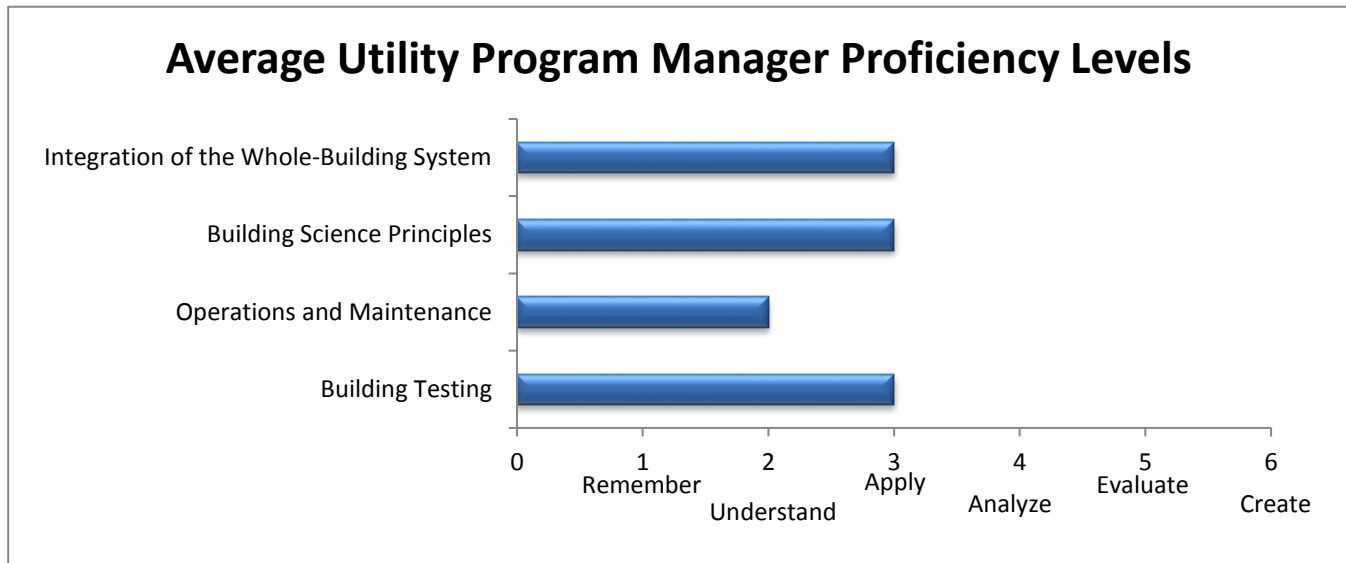 Average Utility Program Manager Proficiency Levels
Integration of the Whole-Building System
Building Science Principles
Operations and Maintenance
Building Testing
0 1 2 3 4 5 6
Remember Understand Apply Analyze Evaluate Create